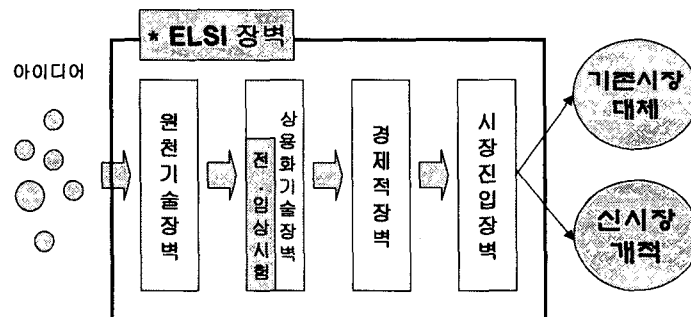 * ELSI 장벽
아이디어
원천기술장벽
상용화기술장벽
전.임상시험
경제적장벽
시장진입장벽
기존시장
대체
신시장
개척